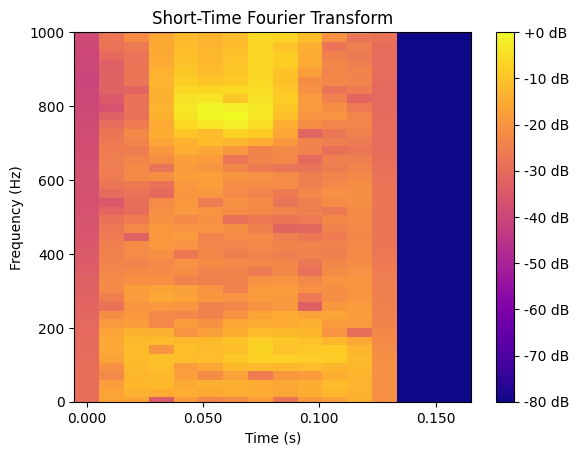 Short-Time Fourier Transform
1000
800
600
400
200
0
Frequency (Hz)
0.000
0.050
0.100
0.150
Time (s)
+0 dB
-10 dB
-20 dB
-30 dB
-40 dB
-50 dB
-60 dB
-70 dB
-80 dB